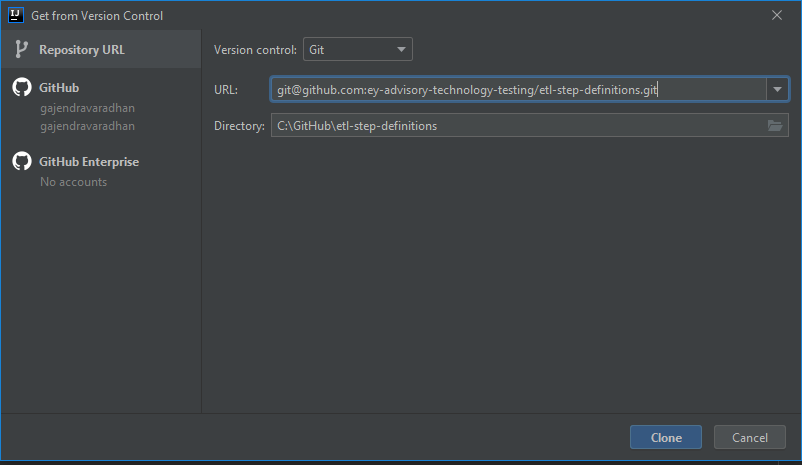 IJ
Get from Version Control
Repository URL
GitHub
gajendravaradhan
gajendravaradhan
GitHub Enterprise
No accounts
Version control: Git
URL: git@github.com:ey-advisory-technology-testing/etl-step-definitions.git
Directory: C:\GitHub\etl-step-definitions
Clone Cancel